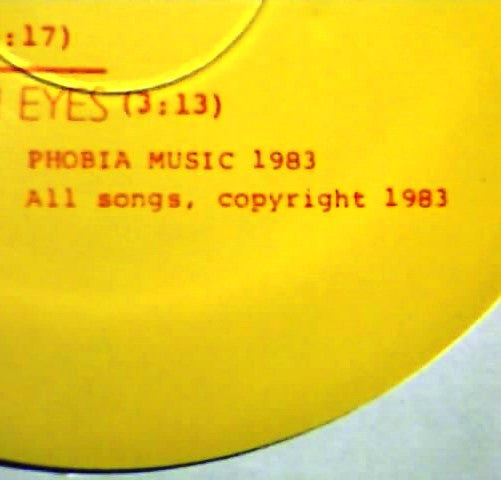 :17)
EYES (3:13)
PHOBIA MUSIC 1983
All songs, copyright 1983